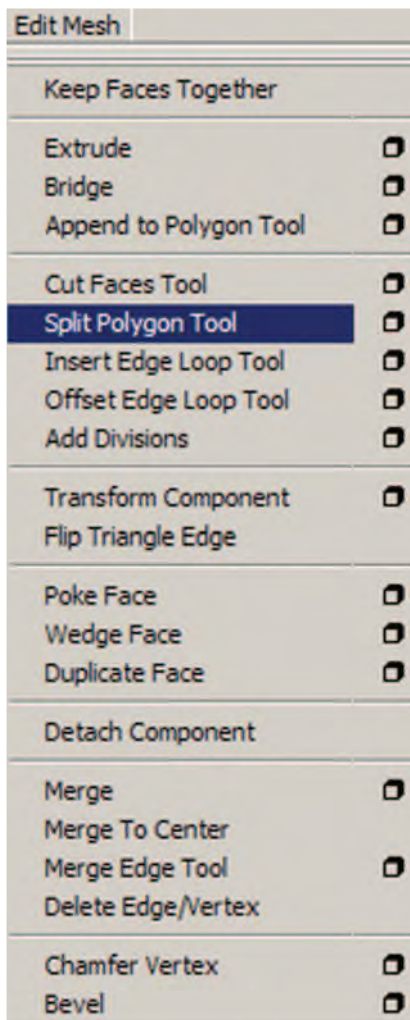 Edit Mesh
Keep Faces Together
Extrude
Bridge
Append to Polygon Tool
Cut Faces Tool
Split Polygon Tool
Insert Edge Loop Tool
Offset Edge Loop Tool
Add Divisions
Transform Component
Flip Triangle Edge
Poke Face
Wedge Face
Duplicate Face
Detach Component
Merge
Merge To Center
Merge Edge Tool
Delete Edge/Vertex
Chamfer Vertex
Bevel